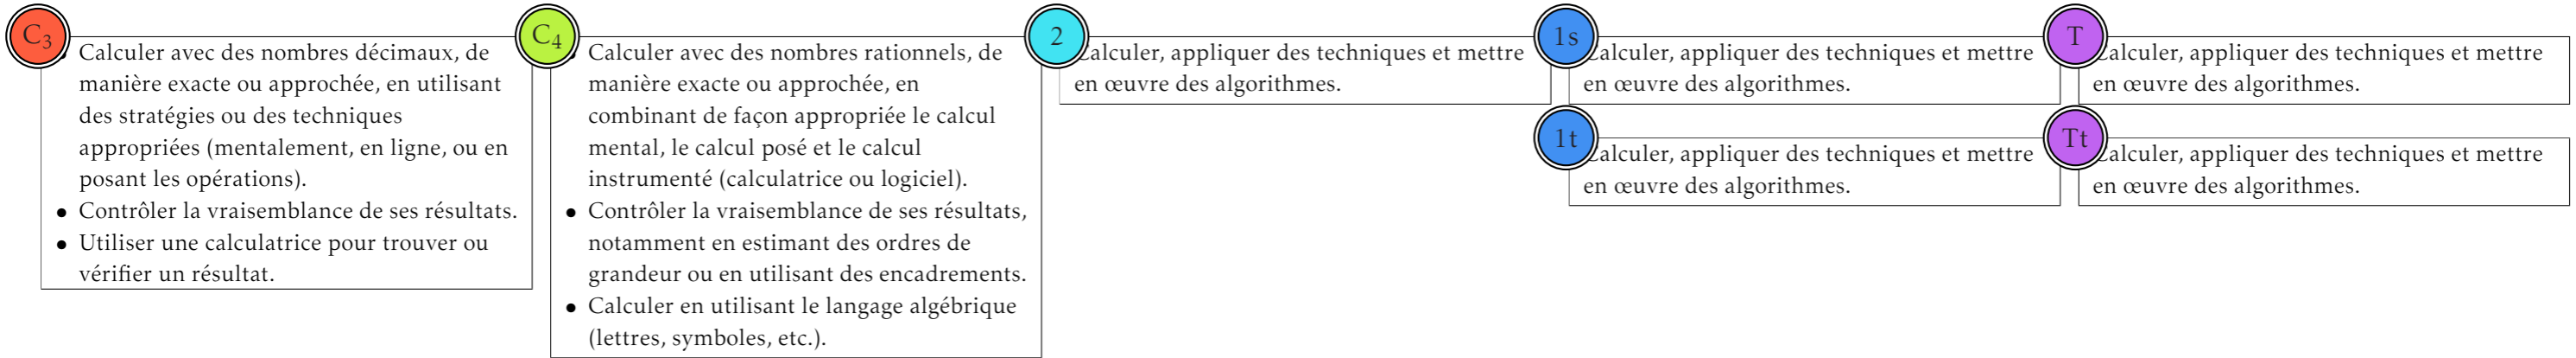 C3
• Calculer avec des nombres décimaux, de
manière exacte ou approchée, en utilisant
des stratégies ou des techniques
appropriées (mentalement, en ligne, ou en
posant les opérations).
• Contrôler la vraisemblance de ses résultats.
• Utiliser une calculatrice pour trouver ou
vérifier un résultat.
C4
• Calculer avec des nombres rationnels, de
manière exacte ou approchée, en
combinant de façon appropriée le calcul
mental, le calcul posé et le calcul
instrumenté (calculatrice ou logiciel).
• Contrôler la vraisemblance de ses résultats,
notamment en estimant des ordres de
grandeur ou en utilisant des encadrements.
• Calculer en utilisant le langage algébrique
(lettres, symboles, etc.).
2
Calculer, appliquer des techniques et mettre
en œuvre des algorithmes.
1s
Calculer, appliquer des techniques et mettre
en œuvre des algorithmes.
1t
Calculer, appliquer des techniques et mettre
en œuvre des algorithmes.
T
Calculer, appliquer des techniques et mettre
en œuvre des algorithmes.
Tt
Calculer, appliquer des techniques et mettre
en œuvre des algorithmes.